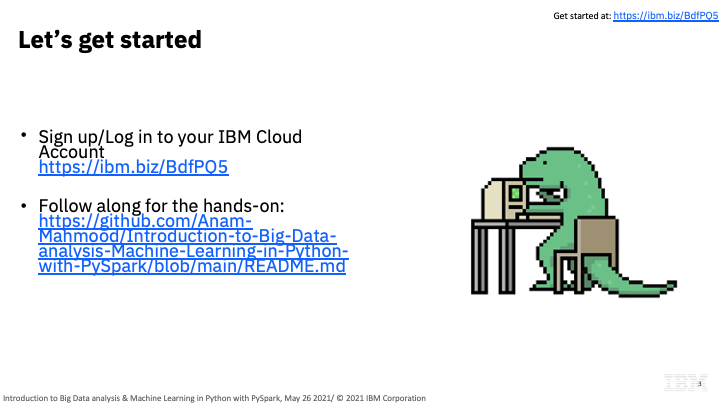 Get started at: https://ibm.biz/BdfPQ5
Let’s get started
• Sign up/Log in to your IBM Cloud
Account
https://ibm.biz/BdfPQ5
• Follow along for the hands-on:
https://github.com/Anam-
Mahmood/Introduction-to-Big-Data-
analysis-Machine-Learning-in-Python-
with-PySpark/blob/main/README.md
IBM
3
Introduction to Big Data analysis & Machine Learning in Python with PySpark, May 26 2021/ © 2021 IBM Corporation